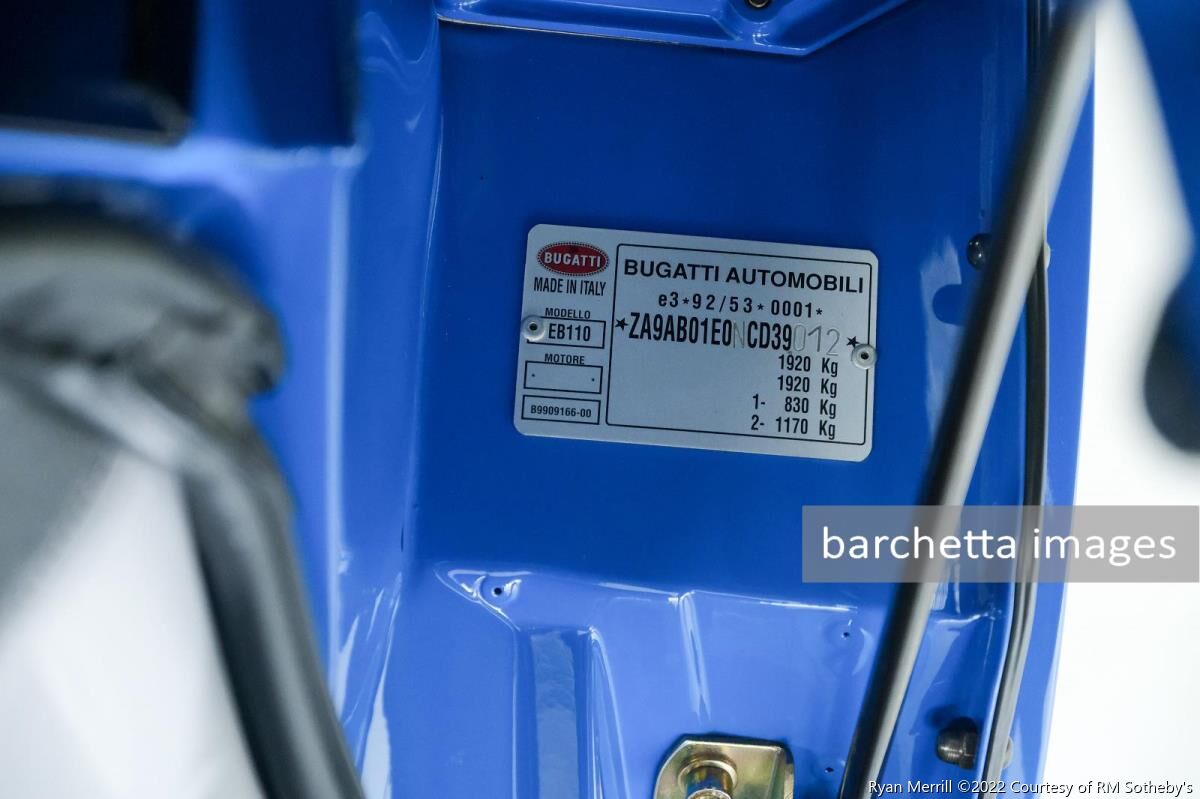 BUGATTI
MADE IN ITALY
MODELLO
EB110
MOTORE
B9909166-00
BUGATTI AUTOMOBILI
e3*92/53*0001*
★ZA9AB01E0NCD39012★
1920 Kg
1920 Kg
1- 830 Kg
2- 1170 Kg
barchetta images
Ryan Merrill ©2022 Courtesy of RM Sotheby's